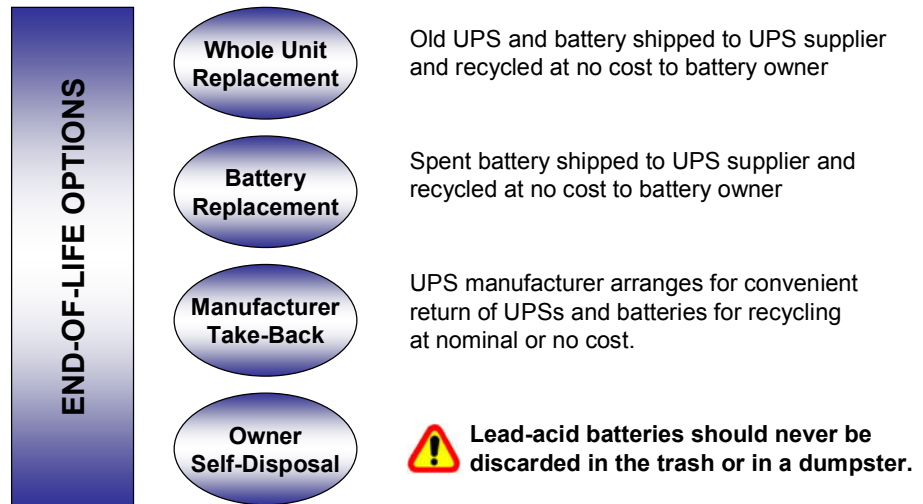 END-OF-LIFE OPTIONS
Whole Unit
Replacement
Old UPS and battery shipped to UPS supplier
and recycled at no cost to battery owner
Battery
Replacement
Spent battery shipped to UPS supplier and
recycled at no cost to battery owner
Manufacturer
Take-Back
UPS manufacturer arranges for convenient
return of UPSs and batteries for recycling
at nominal or no cost.
Owner
Self-Disposal
Lead-acid batteries should never be
discarded in the trash or in a dumpster.